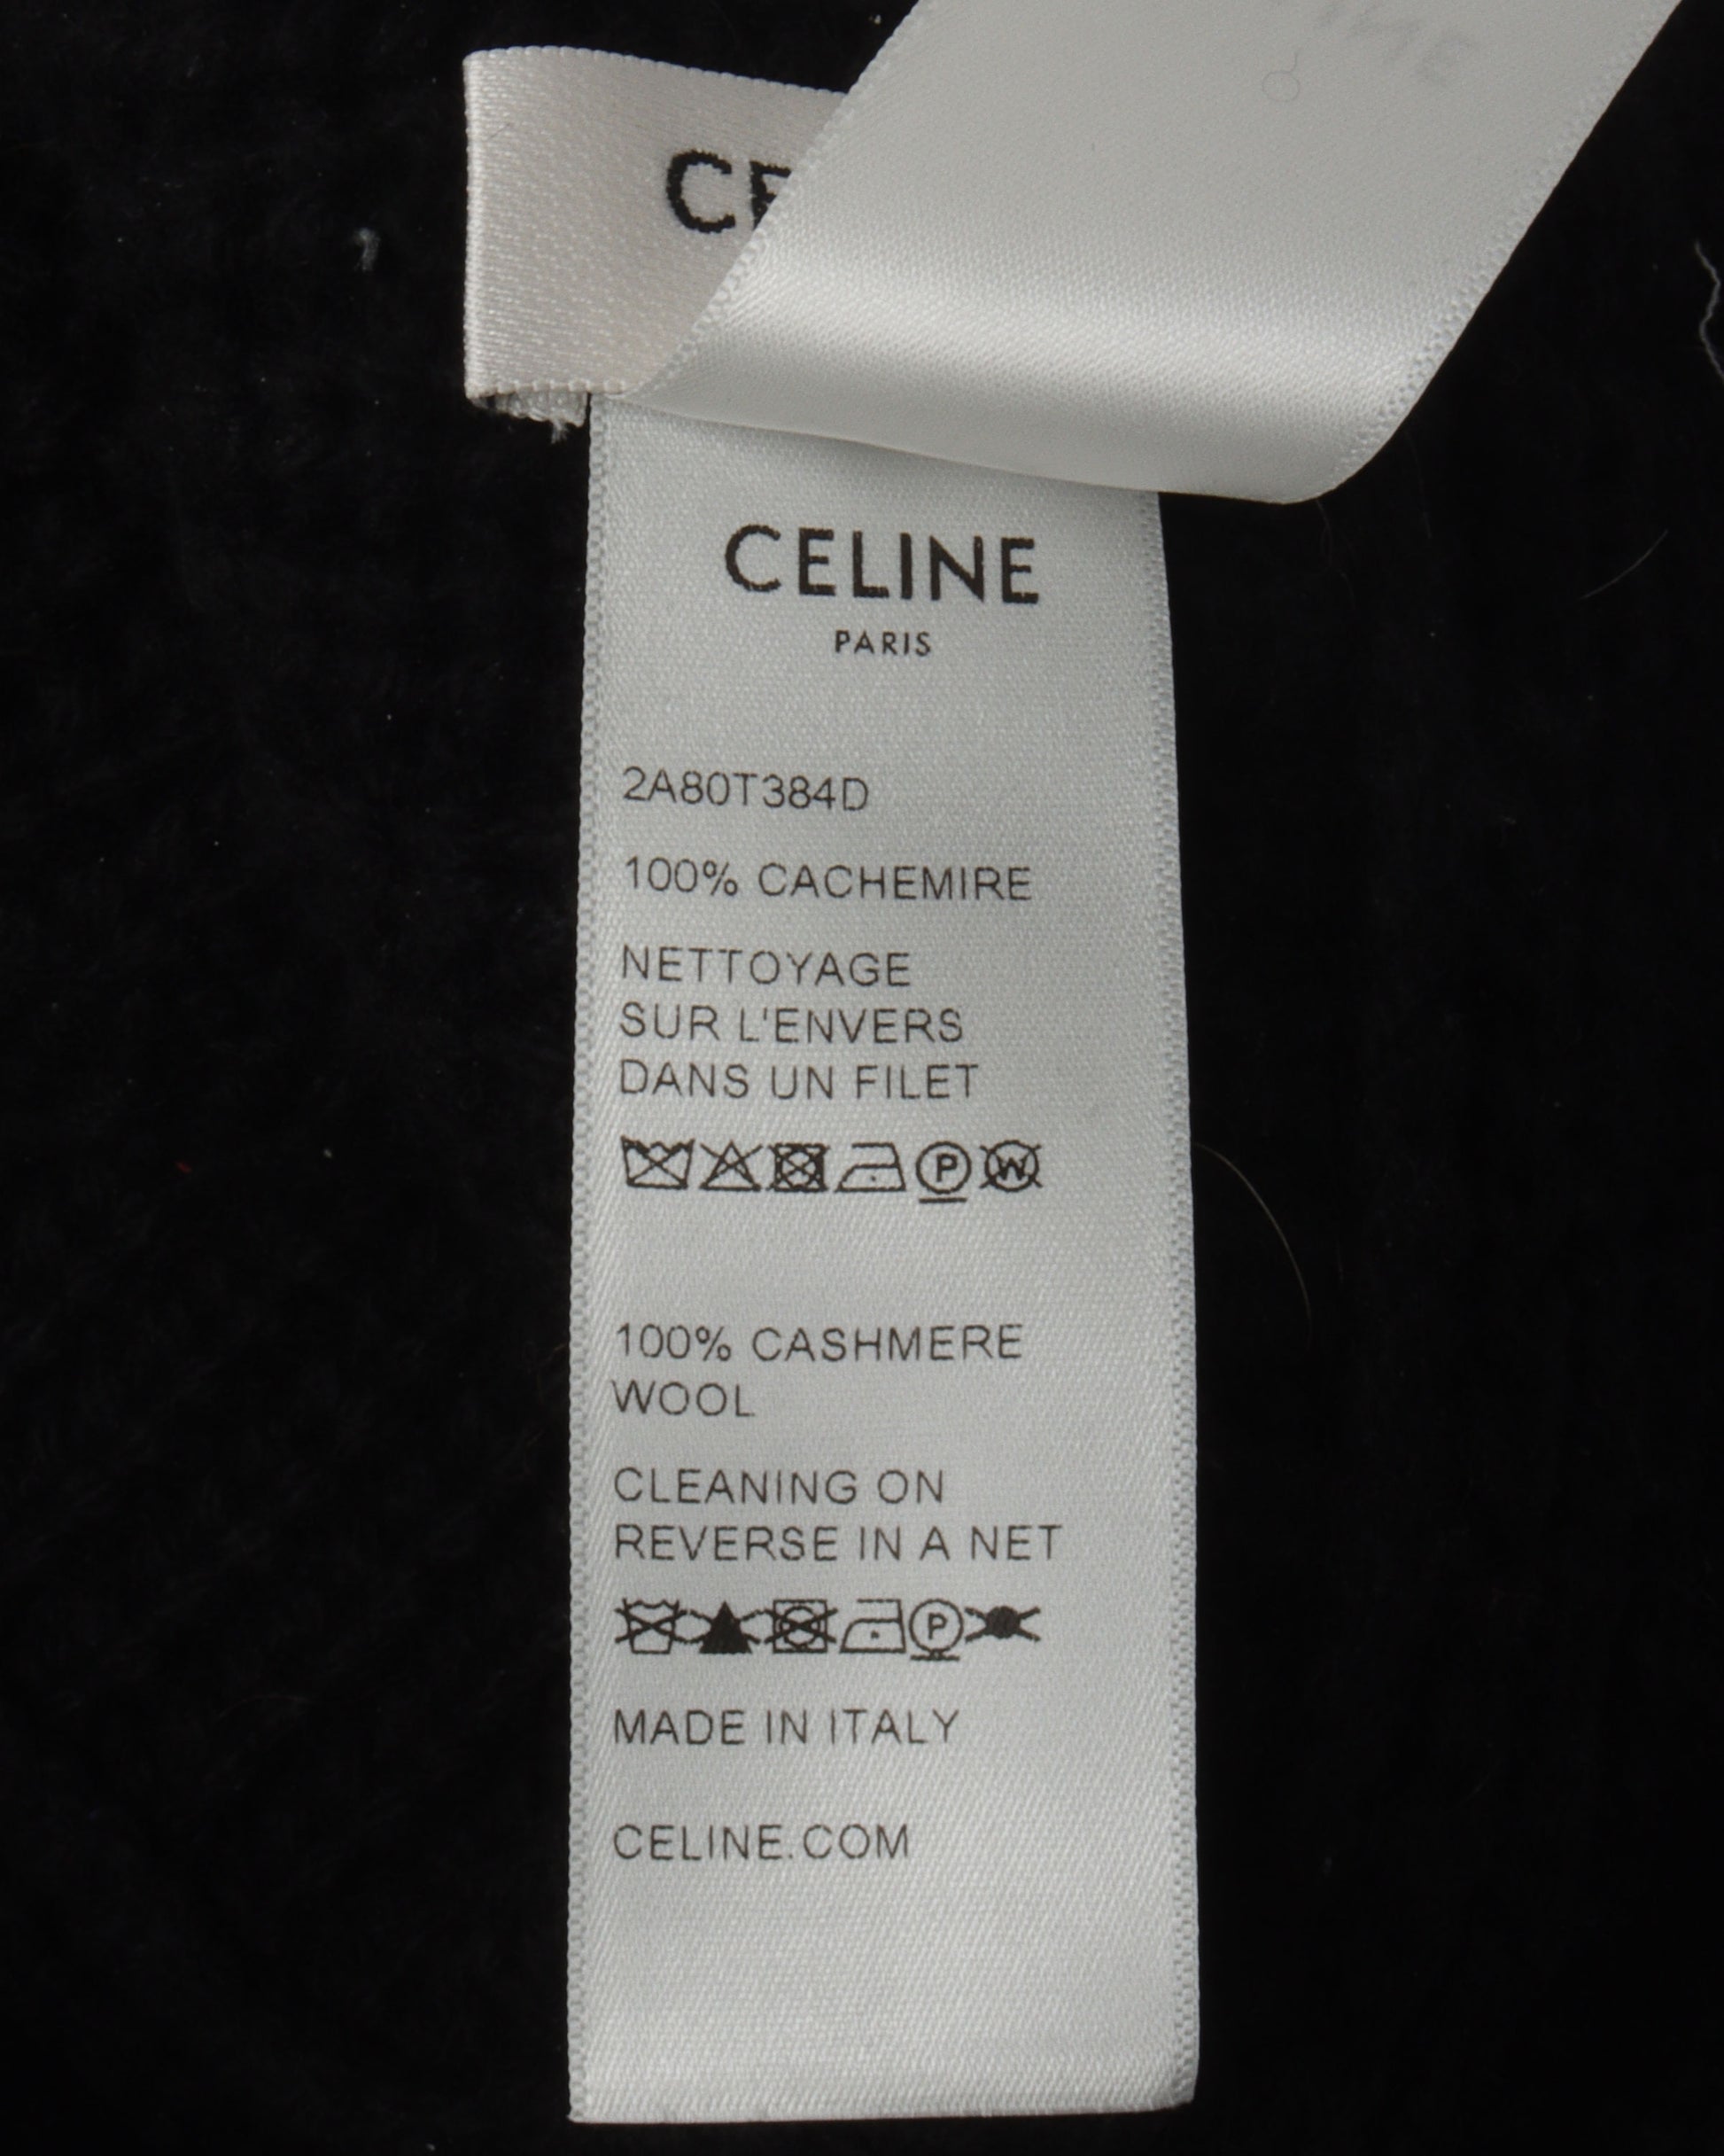 CE
CELINE
PARIS
2A80T384D
100% CACHEMIRE
NETTOYAGE
SUR L'ENVERS
DANS UN FILET
P W
100% CASHMERE
WOOL
CLEANING ON
REVERSE IN A NET
P
MADE IN ITALY
CELINE.COM